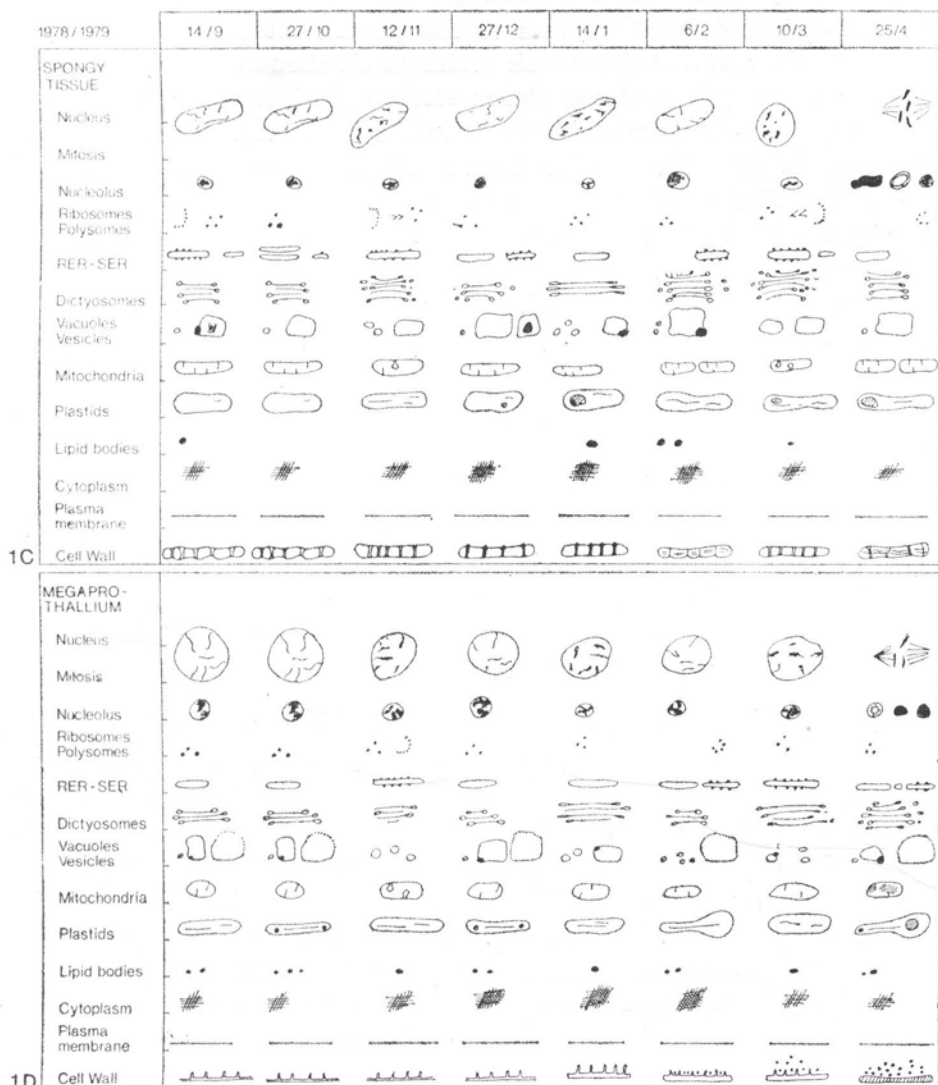 1978/1979 14/9 27/10 12/11 27/12 14/1 6/2 10/3 25/4
SPONGY
TISSUE
Nucleus
Mitosis
Nucleolus
Ribosomes
Polysomes
RER-SER
Dictyosomes
Vacuoles
Vesicles
Mitochondria
Plastids
Lipid bodies
Cytoplasm
Plasma
membrane
1C Cell Wall
MEGAPRO-
THALLIUM
Nucleus
Mitosis
Nucleolus
Ribosomes
Polysomes
RER-SER
Dictyosomes
Vacuoles
Vesicles
Mitochondria
Plastids
Lipid bodies
Cytoplasm
Plasma
membrane
1D Cell Wall